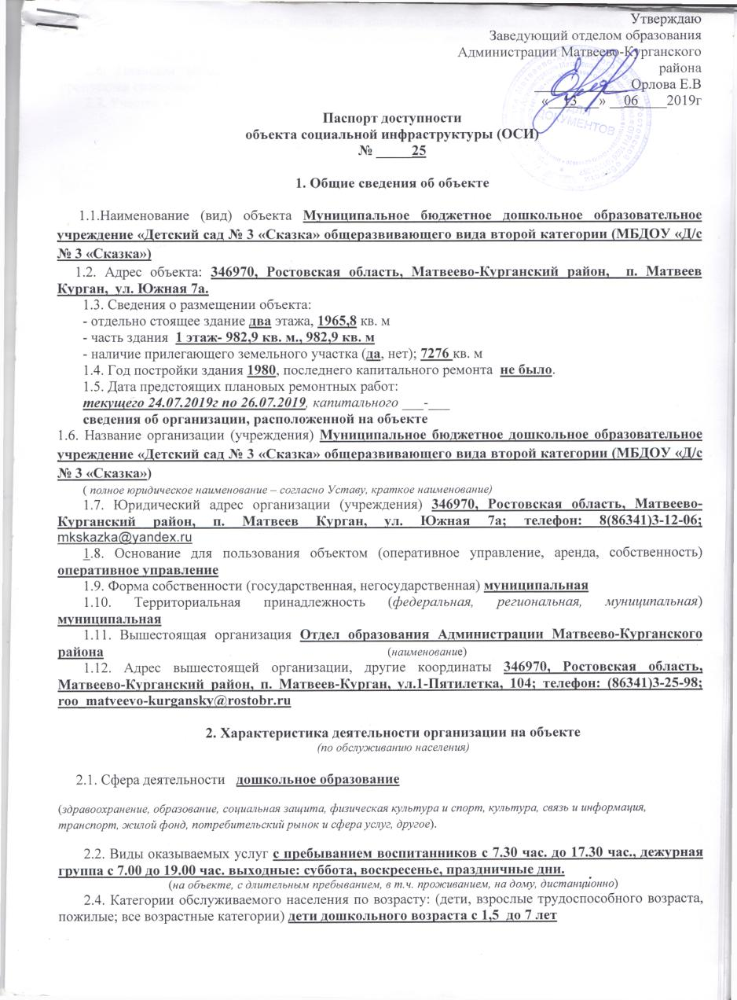 Утверждаю
Заведующий отделом образования
Администрации Матвеево-Курганского
района
Орлова Е.В
« 13 » 06 2019г
ДОКУМЕНТОВ
Паспорт доступности
объекта социальной инфраструктуры (ОСИ)
№ _____25
1. Общие сведения об объекте
1.1.Наименование (вид) объекта Муниципальное бюджетное дошкольное образовательное
учреждение «Детский сад № 3 «Сказка» общеразвивающего вида второй категории (МБДОУ «Д/с
№ 3 «Сказка»)
1.2. Адрес объекта: 346970, Ростовская область, Матвеево-Курганский район, п. Матвеев
Курган, ул. Южная 7а.
1.3. Сведения о размещении объекта:
- отдельно стоящее здание два этажа, 1965,8 кв. м
- часть здания 1 этаж- 982,9 кв. м., 982,9 кв. м
- наличие прилегающего земельного участка (да, нет); 7276 кв. м
1.4. Год постройки здания 1980, последнего капитального ремонта не было.
1.5. Дата предстоящих плановых ремонтных работ:
текущего 24.07.2019г по 26.07.2019, капитального ___-___
сведения об организации, расположенной на объекте
1.6. Название организации (учреждения) Муниципальное бюджетное дошкольное образовательное
учреждение «Детский сад № 3 «Сказка» общеразвивающего вида второй категории (МБДОУ «Д/с
№ 3 «Сказка»)
( полное юридическое наименование – согласно Уставу, краткое наименование)
1.7. Юридический адрес организации (учреждения) 346970, Ростовская область, Матвеево-
Курганский район, п. Матвеев Курган, ул. Южная 7а; телефон: 8(86341)3-12-06;
mkskazka@yandex.ru
1.8. Основание для пользования объектом (оперативное управление, аренда, собственность)
оперативное управление
1.9. Форма собственности (государственная, негосударственная) муниципальная
1.10. Территориальная принадлежность (федеральная, региональная, муниципальная)
муниципальная
1.11. Вышестоящая организация Отдел образования Администрации Матвеево-Курганского
района (наименование)
1.12. Адрес вышестоящей организации, другие координаты 346970, Ростовская область,
Матвеево-Курганский район, п. Матвеев-Курган, ул.1-Пятилетка, 104; телефон: (86341)3-25-98;
roo_matveevo-kurgansky@rostobr.ru
2. Характеристика деятельности организации на объекте
(по обслуживанию населения)
2.1. Сфера деятельности дошкольное образование
(здравоохранение, образование, социальная защита, физическая культура и спорт, культура, связь и информация,
транспорт, жилой фонд, потребительский рынок и сфера услуг, другое).
2.2. Виды оказываемых услуг с пребыванием воспитанников с 7.30 час. до 17.30 час., дежурная
группа с 7.00 до 19.00 час. выходные: суббота, воскресенье, праздничные дни.
(на объекте, с длительным пребыванием, в т.ч. проживанием, на дому, дистанционно)
2.4. Категории обслуживаемого населения по возрасту: (дети, взрослые трудоспособного возраста,
пожилые; все возрастные категории) дети дошкольного возраста с 1,5 до 7 лет